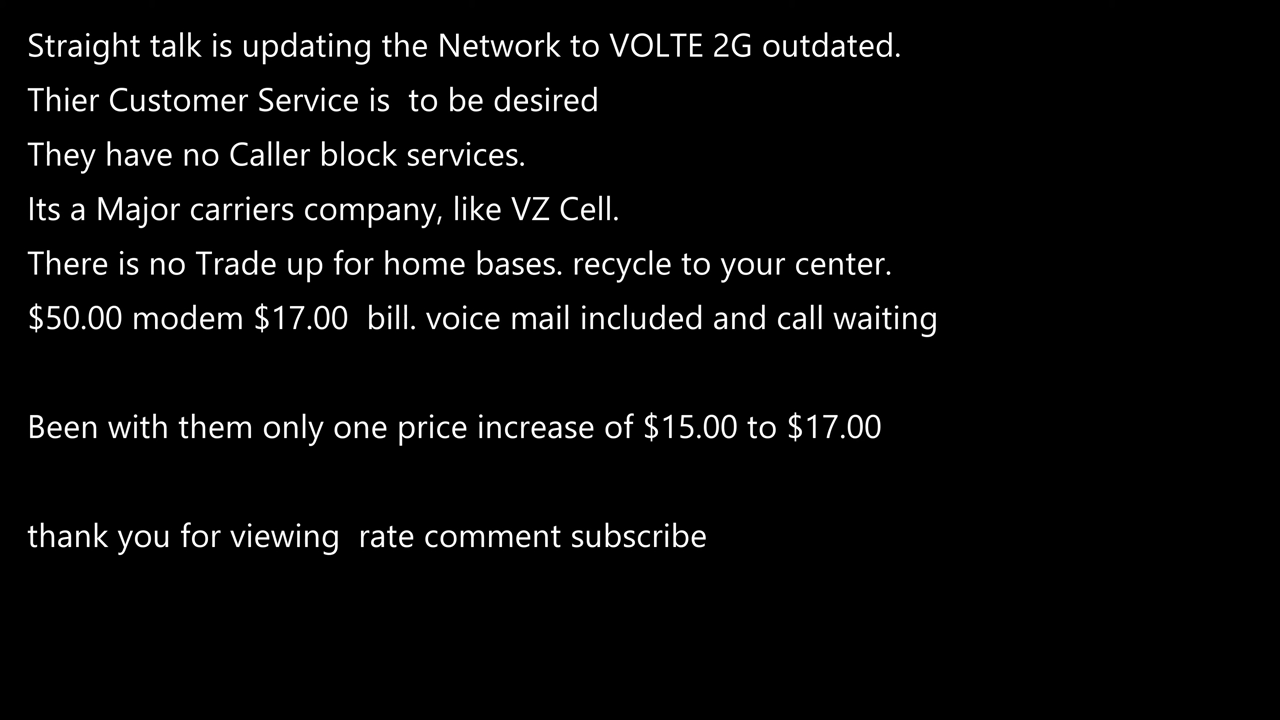 Straight talk is updating the Network to VOLTE 2G outdated.
Thier Customer Service is  to be desired
They have no Caller block services.
Its a Major carriers company, like VZ Cell.
There is no Trade up for home bases. recycle to your center.
$50.00 modem $17.00  bill. voice mail included and call waiting
Been with them only one price increase of $15.00 to $17.00
thank you for viewing  rate comment subscribe